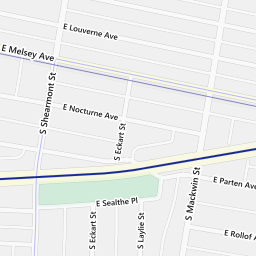 E Louverne Ave
E Melsey Ave
S Shearmont St
E Nocturne Ave
S Eckart St
E Parten Ave
S Mackwin St
E Sealthe Pl
S Eckart St
S Laylie St
E Rollof A